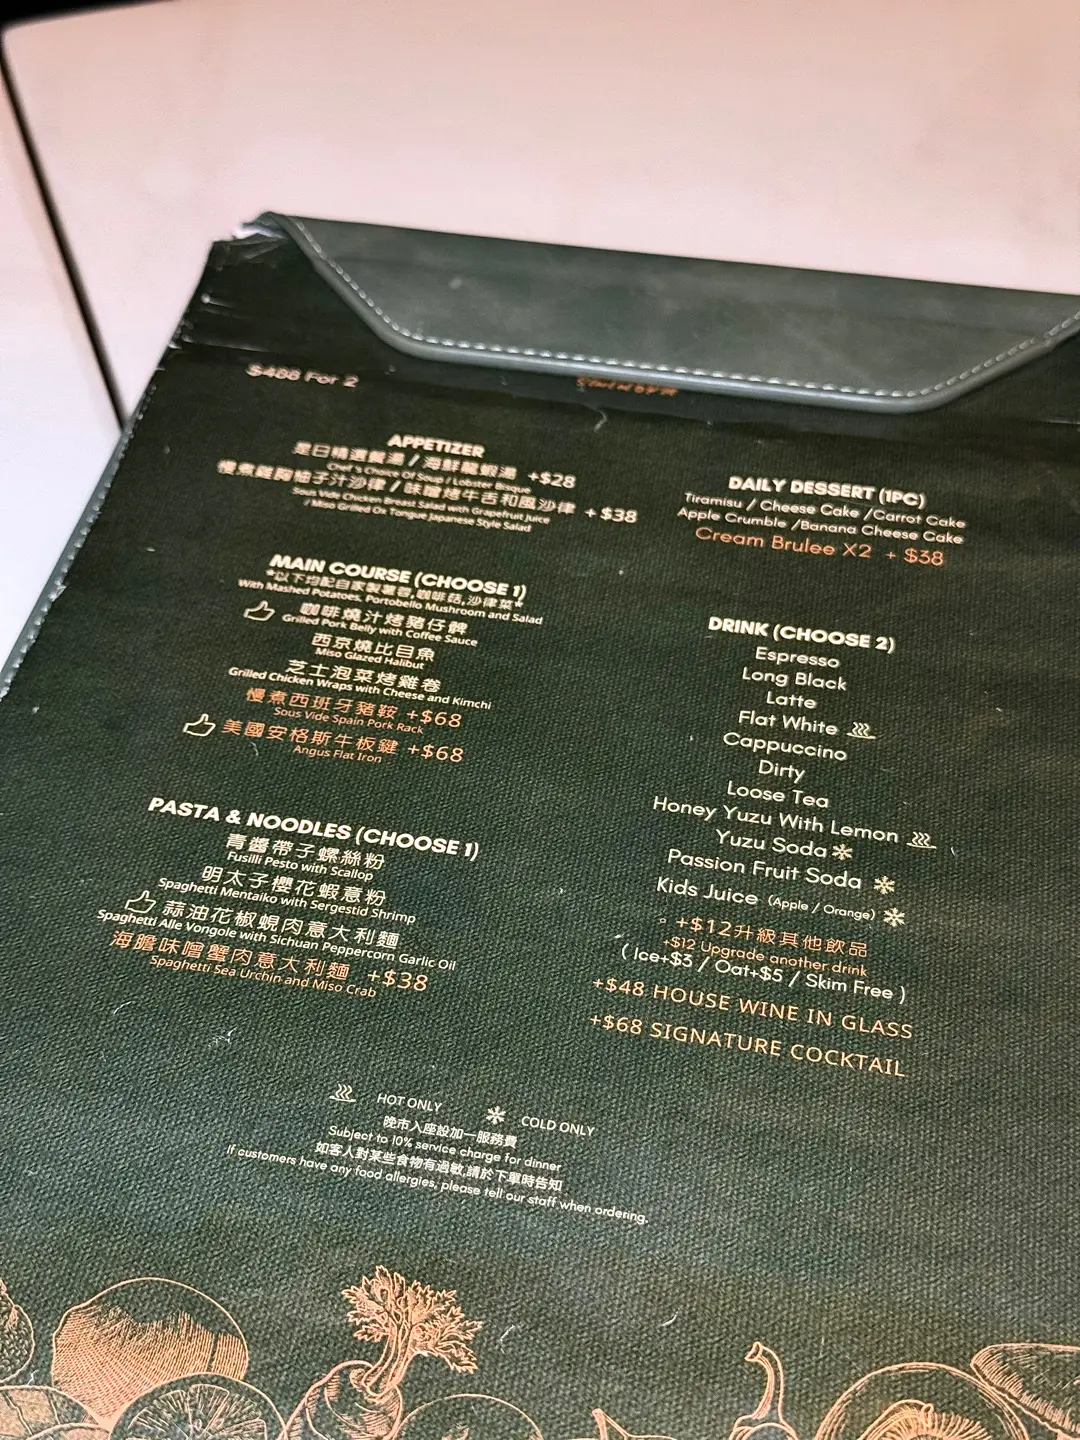 $488 For 2
APPETIZER
是日精選餐湯 / 海鮮龍蝦湯 +$28
Chef's Choice Of Soup / Lobster Bisque
慢煮雞胸柚子汁沙律 / 味噌烤牛舌和風沙律 +$38
Sous Vide Chicken Breast Salad with Grapefruit Juice
/ Miso Grilled Ox Tongue Japanese Style Salad
MAIN COURSE (CHOOSE 1)
*以下均配自家製薯蓉,咖啡菇,沙律菜*
With Mashed Potatoes, Portobello Mushroom and Salad
咖啡燒汁烤豬仔髀
Grilled Pork Belly with Coffee Sauce
西京燒比目魚
Miso Glazed Halibut
芝士泡菜烤雞卷
Grilled Chicken Wraps with Cheese and Kimchi
慢煮西班牙豬鞍 +$68
Sous Vide Spain Pork Rack
美國安格斯牛板鍵 +$68
Angus Flat Iron
PASTA & NOODLES (CHOOSE 1)
青醬帶子螺絲粉
Fusilli Pesto with Scallop
明太子櫻花蝦意粉
Spaghetti Mentaiko with Sergestid Shrimp
蒜油花椒蜆肉意大利麵
Spaghetti Alle Vongole with Sichuan Peppercorn Garlic Oil
海膽味噌蟹肉意大利麵 +$38
Spaghetti Sea Urchin and Miso Crab
DAILY DESSERT (1PC)
Tiramisu / Cheese Cake /Carrot Cake
Apple Crumble /Banana Cheese Cake
Cream Brulee X2 + $38
DRINK (CHOOSE 2)
Espresso
Long Black
Latte
Flat White
Cappuccino
Dirty
Loose Tea
Honey Yuzu With Lemon
Yuzu Soda
Passion Fruit Soda
Kids Juice (Apple / Orange)
。+$12升級其他飲品
+$12 Upgrade another drink
( Ice+$3 / Oat+$5 / Skim Free )
+$48 HOUSE WINE IN GLASS
+$68 SIGNATURE COCKTAIL
HOT ONLY
COLD ONLY
晚市入座設加一服務費
Subject to 10% service charge for dinner
如客人對某些食物有過敏,請於下單時告知
If customers have any food allergies, please tell our staff when ordering.